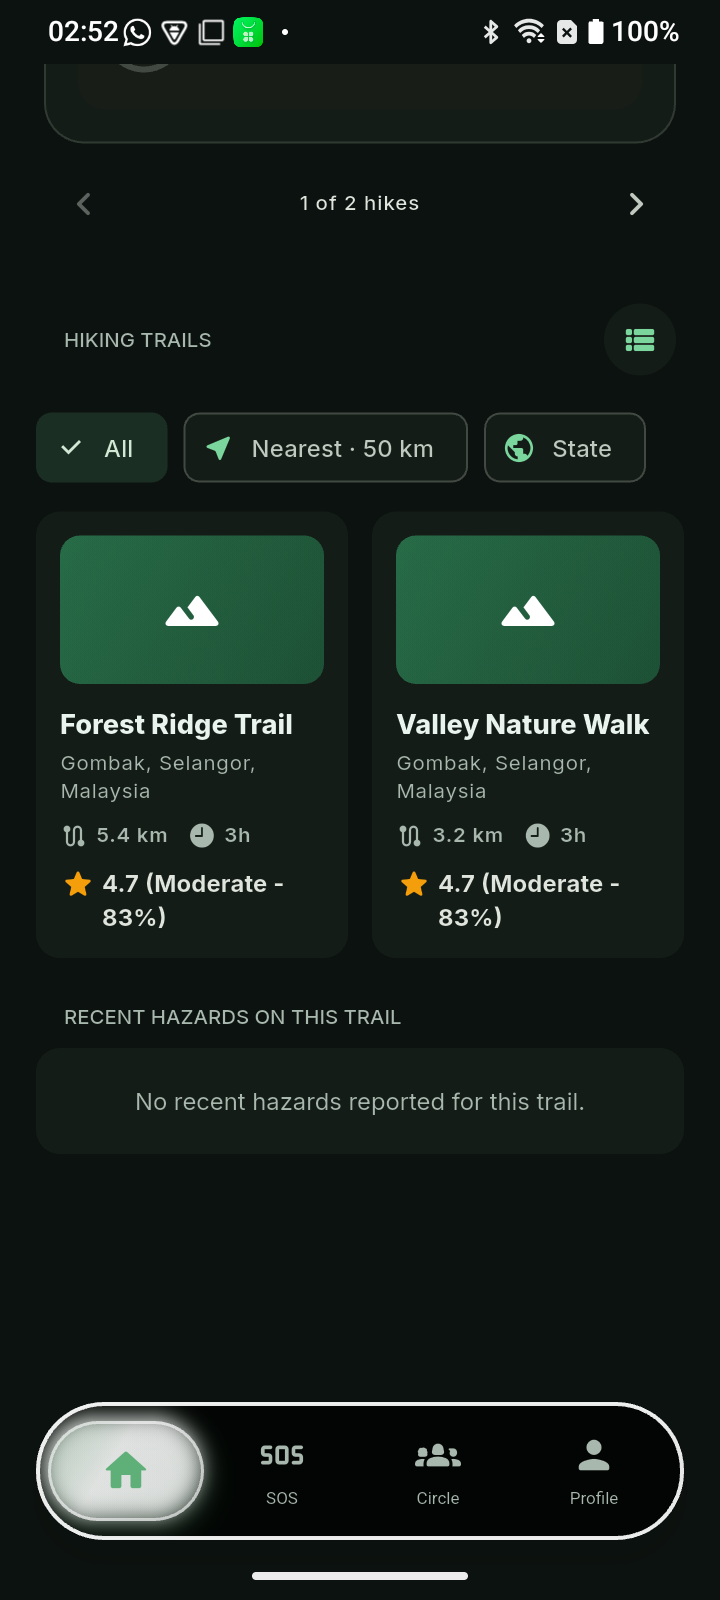 02:52
100%
1 of 2 hikes
HIKING TRAILS
All
Nearest · 50 km
State
Forest Ridge Trail
Gombak, Selangor,
Malaysia
5.4 km
3h
4.7 (Moderate -
83%)
Valley Nature Walk
Gombak, Selangor,
Malaysia
3.2 km
3h
4.7 (Moderate -
83%)
RECENT HAZARDS ON THIS TRAIL
No recent hazards reported for this trail.
SOS
SOS
Circle
Profile